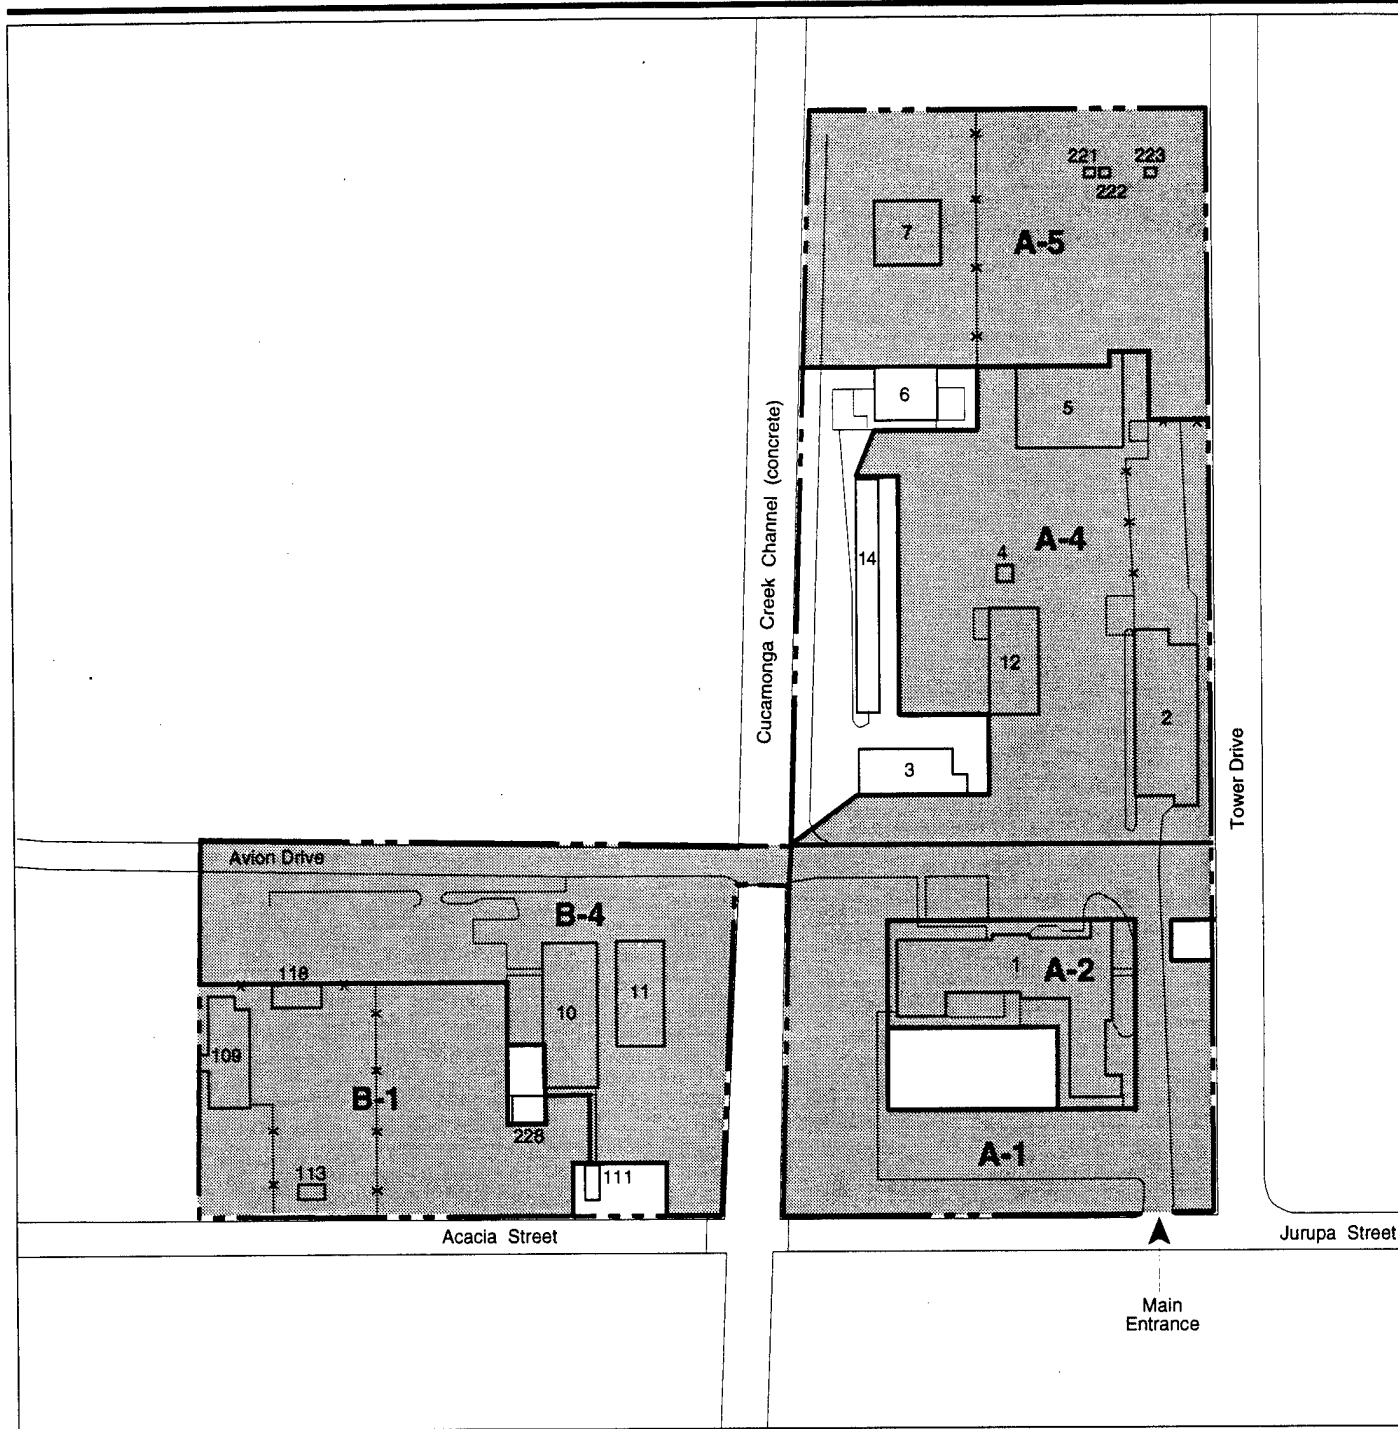 221
223
222
7
A-5
6
5
Cucamonga Creek Channel (concrete)
14
4
A-4
12
2
3
Tower Drive
Avion Drive
B-4
118
10
11
1
A-2
109
B-1
228
113
111
A-1
Acacia Street
Jurupa Street
Main
Entrance